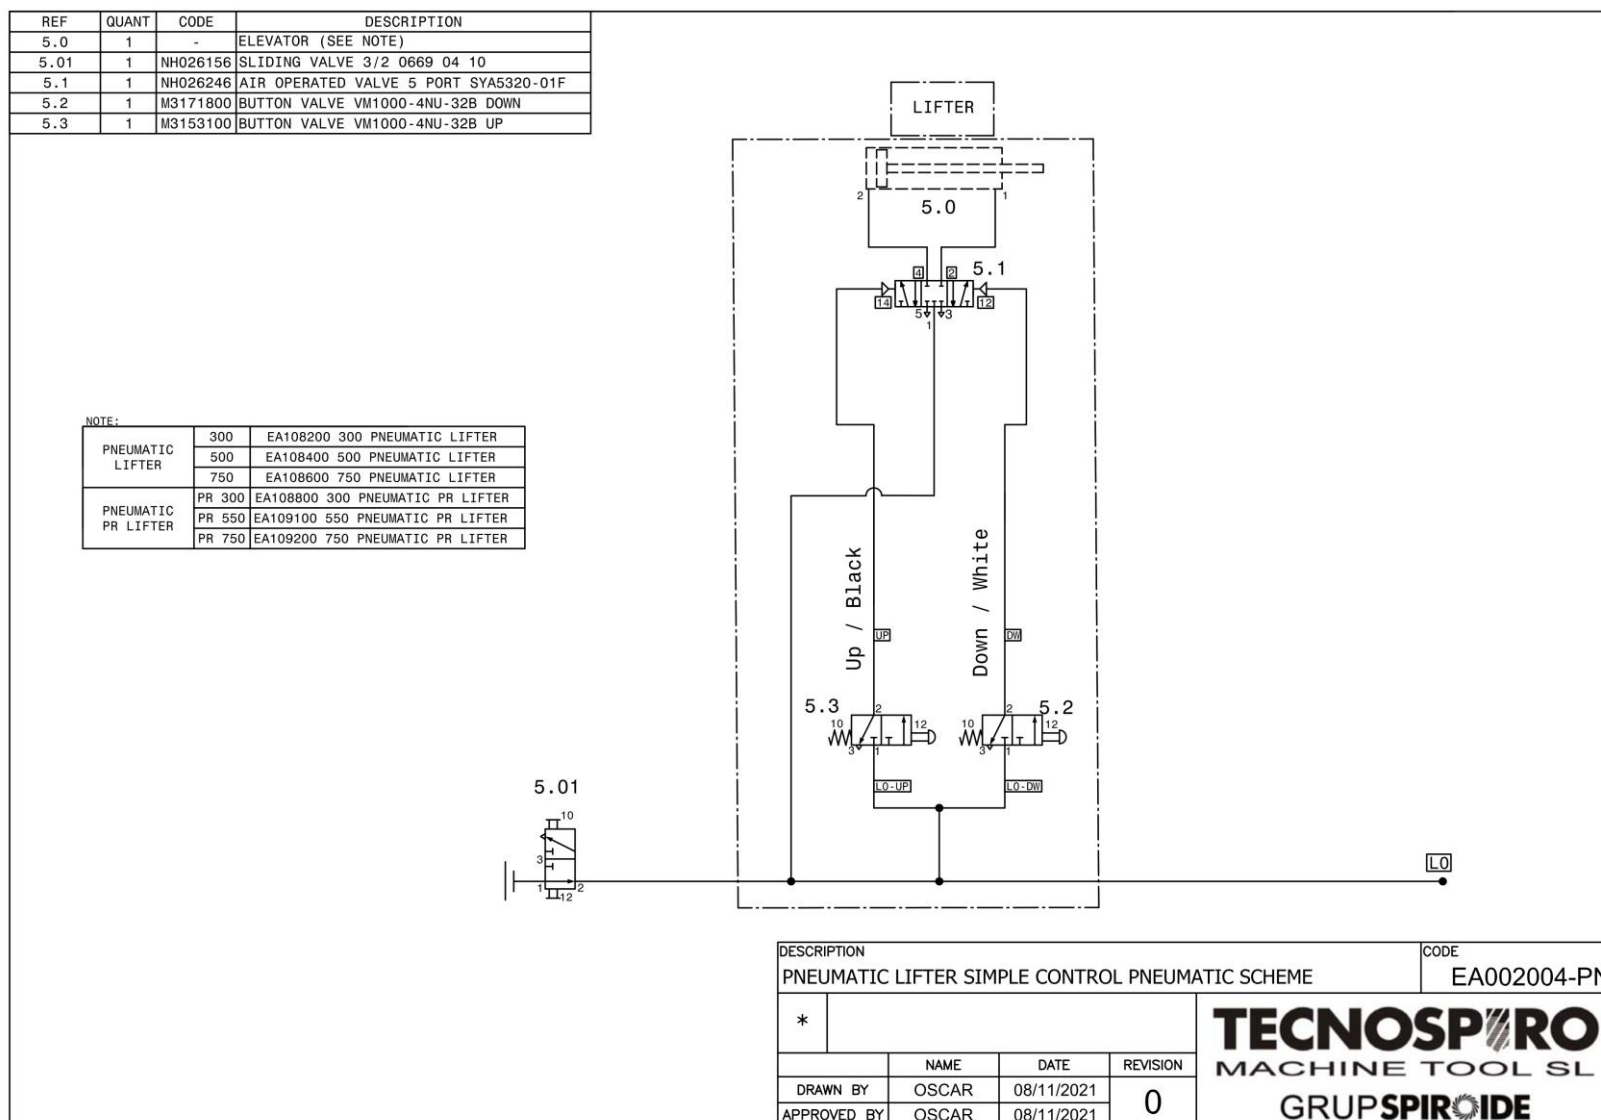 REF QUANT CODE DESCRIPTION
5.0 1 - ELEVATOR (SEE NOTE)
5.01 1 NH026156 SLIDING VALVE 3/2 0669 04 10
5.1 1 NH026246 AIR OPERATED VALVE 5 PORT SYA5320-01F
5.2 1 M3171800 BUTTON VALVE VM1000-4NU-32B DOWN
5.3 1 M3153100 BUTTON VALVE VM1000-4NU-32B UP
LIFTER
2 1
5.0
4 2 5.1
14 12
5 3
1
NOTE:
PNEUMATIC LIFTER
300 EA108200 300 PNEUMATIC LIFTER
500 EA108400 500 PNEUMATIC LIFTER
750 EA108600 750 PNEUMATIC LIFTER
PNEUMATIC PR LIFTER
PR 300 EA108800 300 PNEUMATIC PR LIFTER
PR 550 EA109100 550 PNEUMATIC PR LIFTER
PR 750 EA109200 750 PNEUMATIC PR LIFTER
Up / Black
Down / White
UP DW
5.3 2 2 5.2
10 12 10 12
3 1 3 1
LO-UP LO-DW
5.01
10
3
1 2
12
LO
DESCRIPTION
PNEUMATIC LIFTER SIMPLE CONTROL PNEUMATIC SCHEME
CODE
EA002004-PN
*
NAME DATE REVISION
DRAWN BY OSCAR 08/11/2021 0
APPROVED BY OSCAR 08/11/2021
TECNOSPIRO
MACHINE TOOL SL
GRUPSPIROIDE